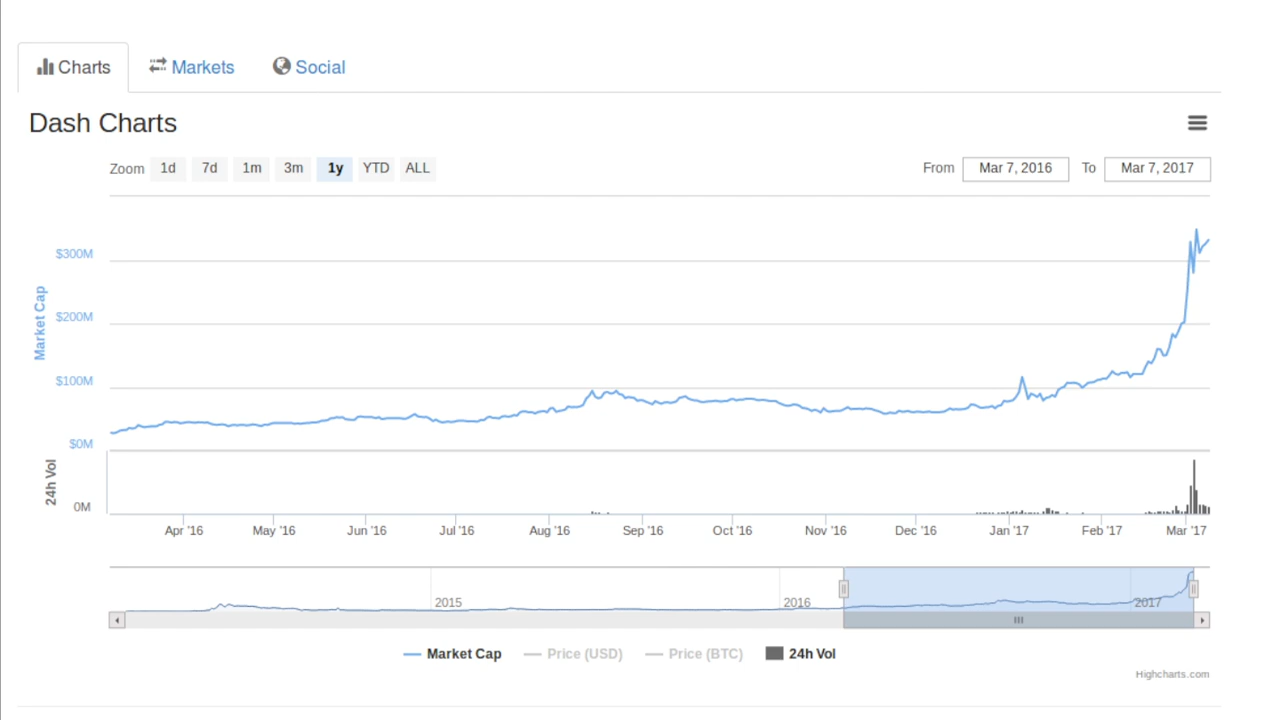 Charts Markets Social
Dash Charts
Zoom 1d 7d 1m 3m 1y YTD ALL From Mar 7, 2016 To Mar 7, 2017
$300M
$200M
$100M
$0M
Market Cap
24h Vol
0M
Apr '16 May '16 Jun '16 Jul '16 Aug '16 Sep '16 Oct '16 Nov '16 Dec '16 Jan '17 Feb '17 Mar '17
2015 2016 2017
Market Cap Price (USD) Price (BTC) 24h Vol
Highcharts.com